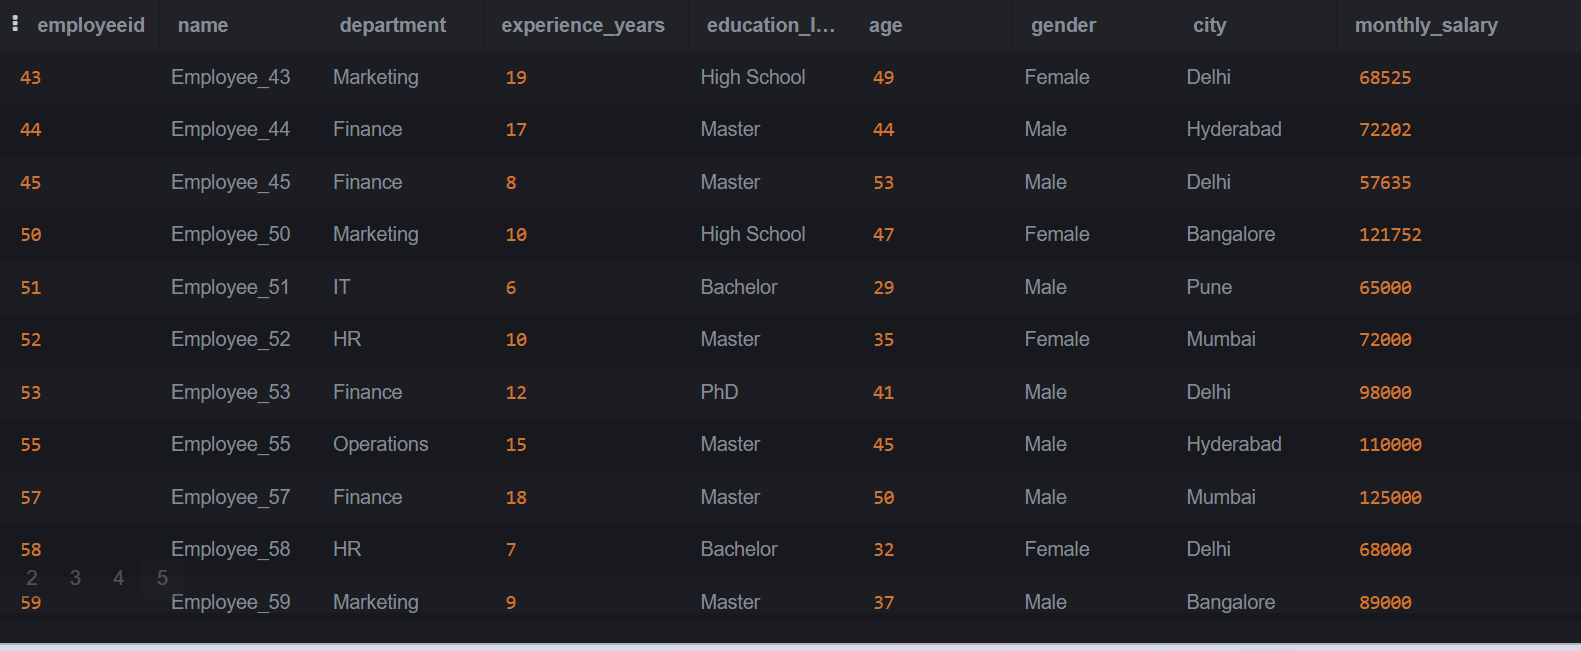 employeeid name department experience_years education_l... age gender city monthly_salary
43 Employee_43 Marketing 19 High School 49 Female Delhi 68525
44 Employee_44 Finance 17 Master 44 Male Hyderabad 72202
45 Employee_45 Finance 8 Master 53 Male Delhi 57635
50 Employee_50 Marketing 10 High School 47 Female Bangalore 121752
51 Employee_51 IT 6 Bachelor 29 Male Pune 65000
52 Employee_52 HR 10 Master 35 Female Mumbai 72000
53 Employee_53 Finance 12 PhD 41 Male Delhi 98000
55 Employee_55 Operations 15 Master 45 Male Hyderabad 110000
57 Employee_57 Finance 18 Master 50 Male Mumbai 125000
58 Employee_58 HR 7 Bachelor 32 Female Delhi 68000
2 3 4 5
59 Employee_59 Marketing 9 Master 37 Male Bangalore 89000